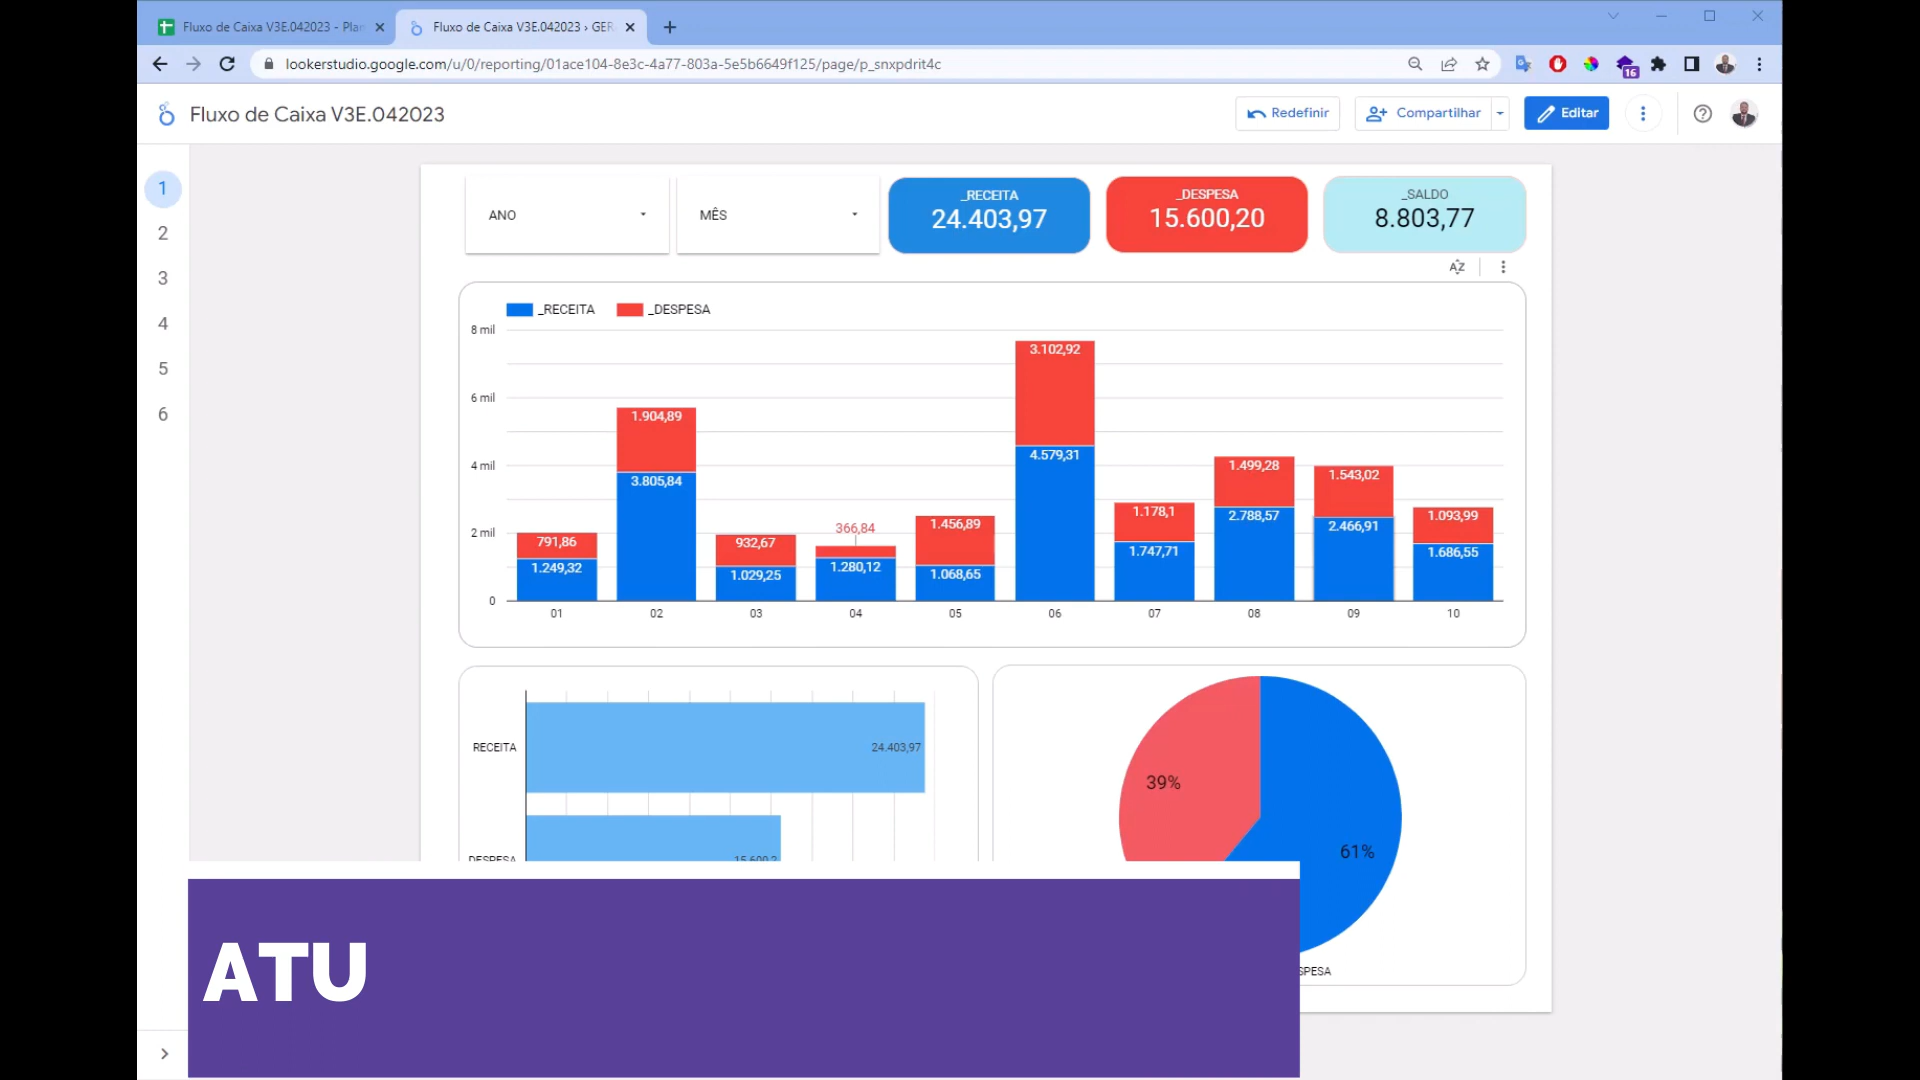 Fluxo de Caixa V3E.042023 - Plan
Fluxo de Caixa V3E.042023 › GER
lookerstudio.google.com/u/0/reporting/01ace104-8e3c-4a77-803a-5e5b6649f125/page/p_snxpdrit4c
16
Fluxo de Caixa V3E.042023
Redefinir
Compartilhar
Editar
1
2
3
4
5
6
ANO
MÊS
_RECEITA
24.403,97
_DESPESA
15.600,20
_SALDO
8.803,77
AZ
_RECEITA
_DESPESA
8 mil
6 mil
4 mil
2 mil
0
791,86
1.249,32
1.904,89
3.805,84
932,67
1.029,25
366,84
1.280,12
1.456,89
1.068,65
3.102,92
4.579,31
1.178,1
1.747,71
1.499,28
2.788,57
1.543,02
2.466,91
1.093,99
1.686,55
01 02 03 04 05 06 07 08 09 10
RECEITA
24.403,97
DESPESA
15.600,2
39%
61%
SPESA
ATU